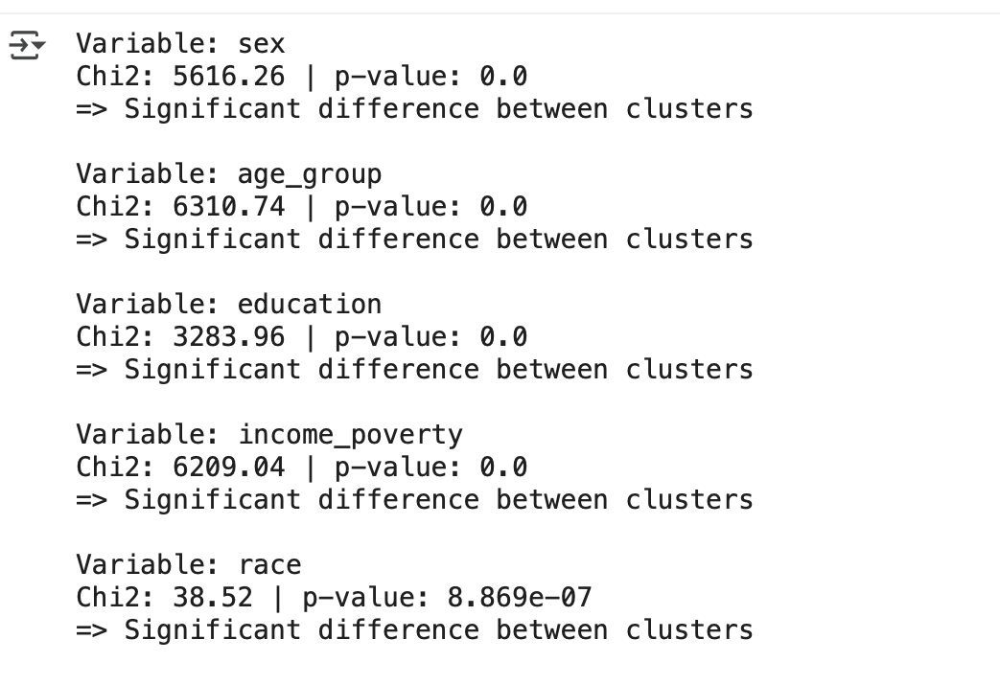 Variable: sex
Chi2: 5616.26 | p-value: 0.0
=> Significant difference between clusters
Variable: age_group
Chi2: 6310.74 | p-value: 0.0
=> Significant difference between clusters
Variable: education
Chi2: 3283.96 | p-value: 0.0
=> Significant difference between clusters
Variable: income_poverty
Chi2: 6209.04 | p-value: 0.0
=> Significant difference between clusters
Variable: race
Chi2: 38.52 | p-value: 8.869e-07
=> Significant difference between clusters